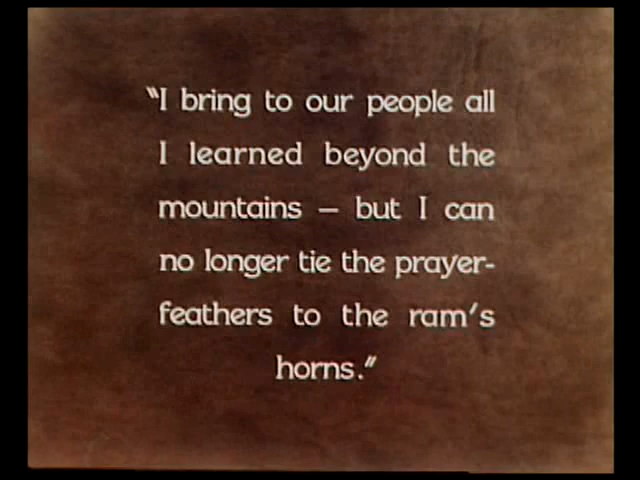 "I bring to our people all
I learned beyond the
mountains — but I can
no longer tie the prayer-
feathers to the ram's
horns."